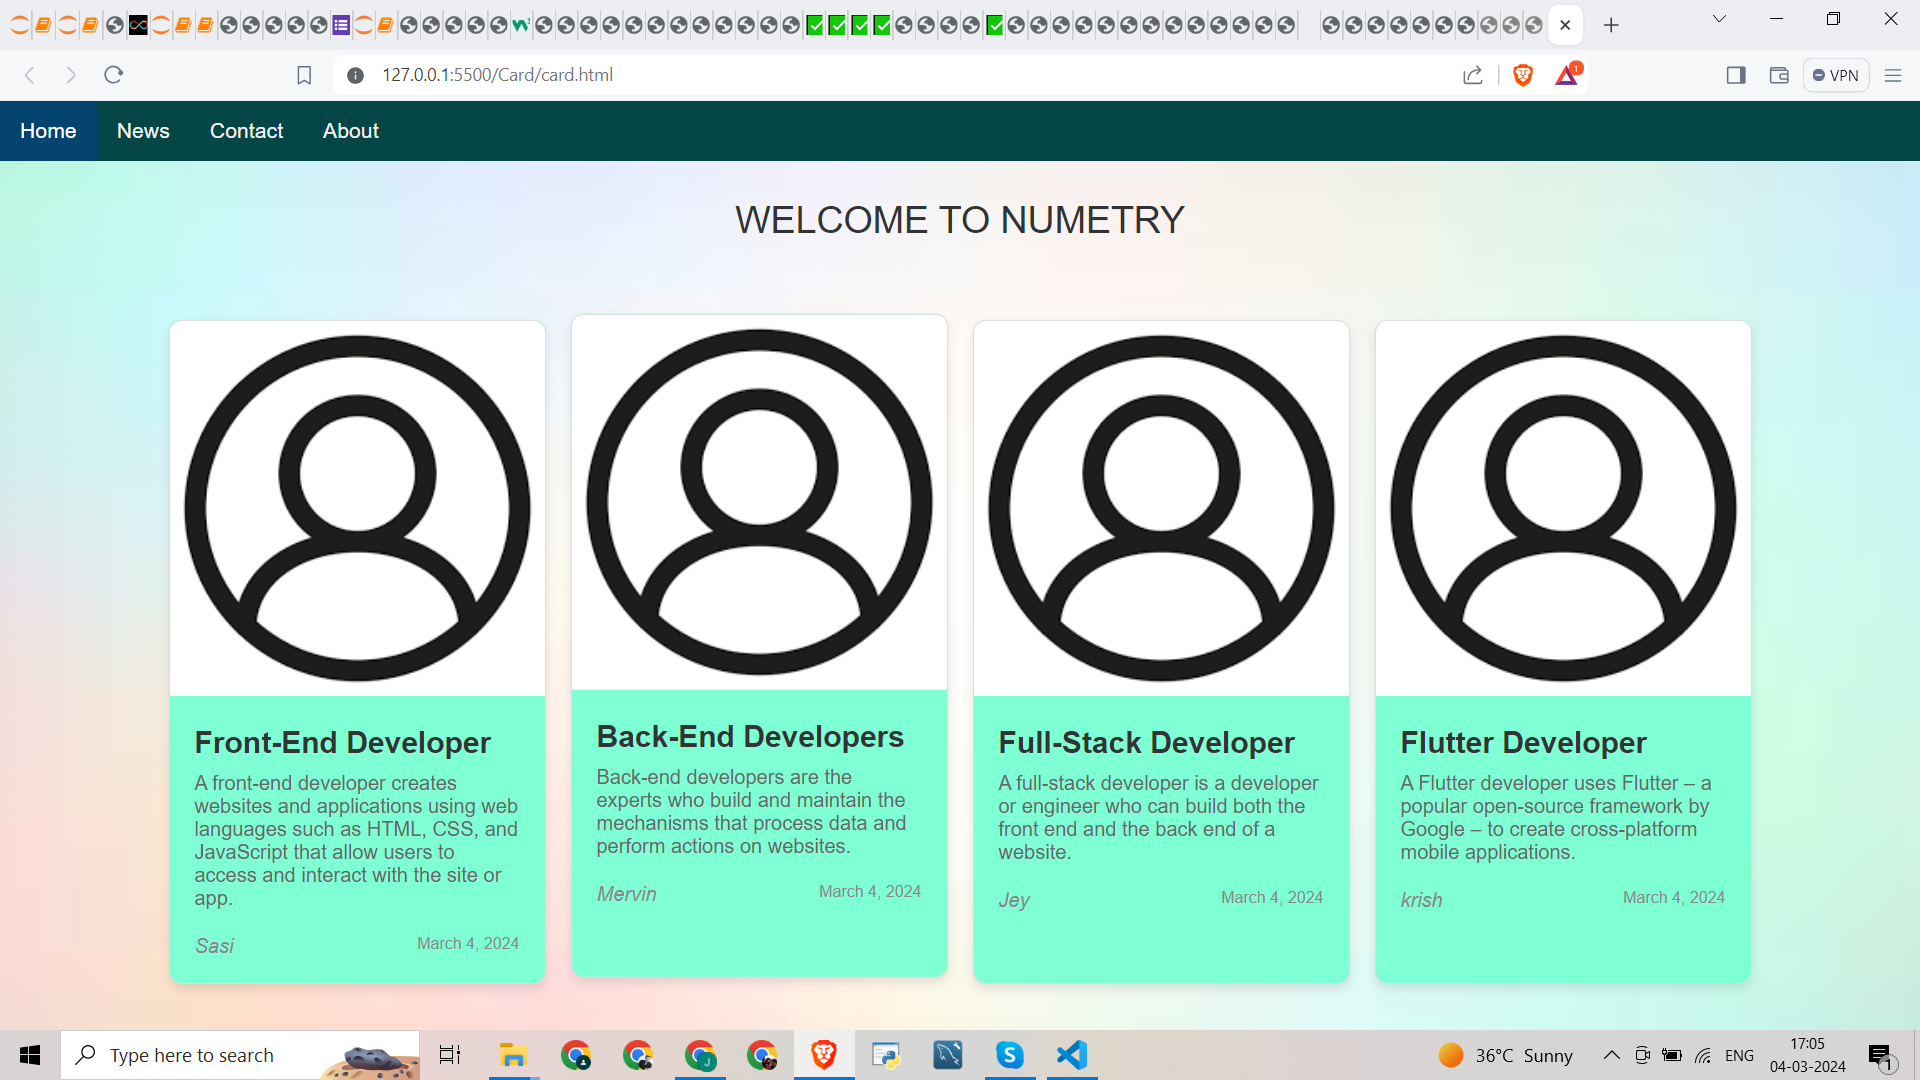 127.0.0.1:5500/Card/card.html
1
VPN
Home News Contact About
WELCOME TO NUMETRY
Front-End Developer
A front-end developer creates
websites and applications using web
languages such as HTML, CSS, and
JavaScript that allow users to
access and interact with the site or
app.
Sasi March 4, 2024
Back-End Developers
Back-end developers are the
experts who build and maintain the
mechanisms that process data and
perform actions on websites.
Mervin March 4, 2024
Full-Stack Developer
A full-stack developer is a developer
or engineer who can build both the
front end and the back end of a
website.
Jey March 4, 2024
Flutter Developer
A Flutter developer uses Flutter – a
popular open-source framework by
Google – to create cross-platform
mobile applications.
krish March 4, 2024
Type here to search
J
S
36°C Sunny
ENG
17:05
04-03-2024
1